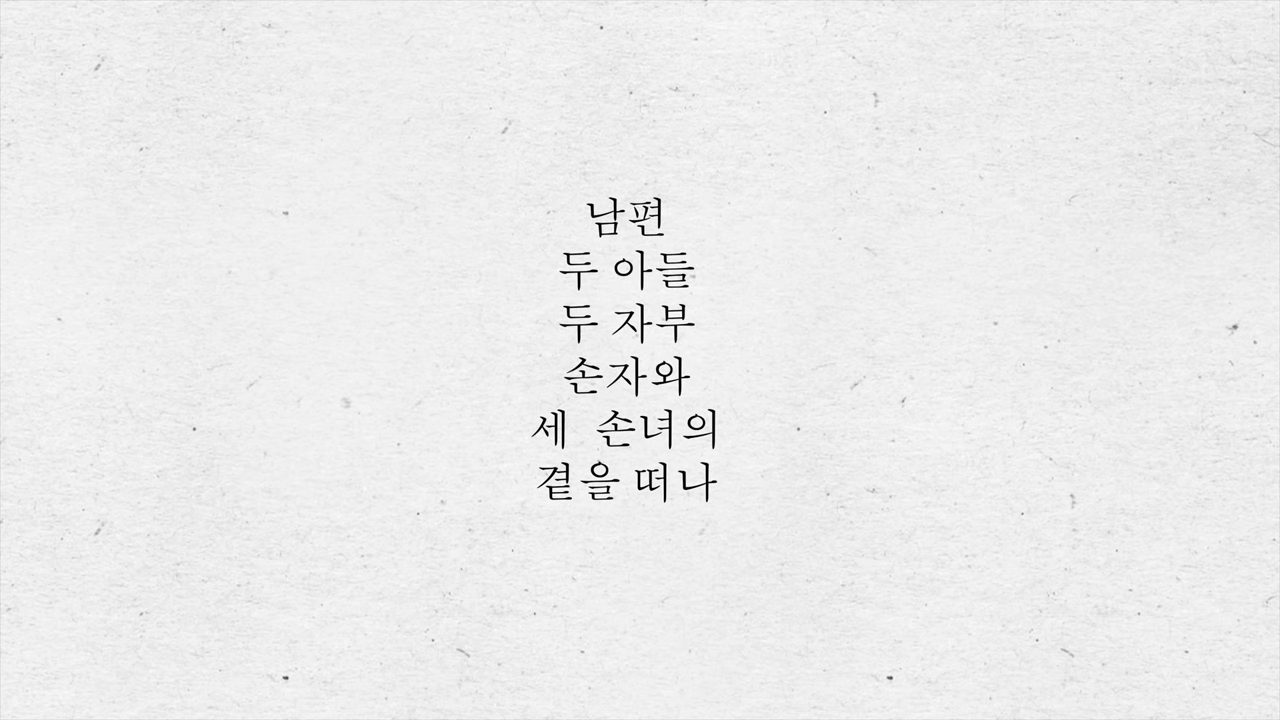 남편
두 아들
두 자부
손자와
세 손녀의
곁을 떠나